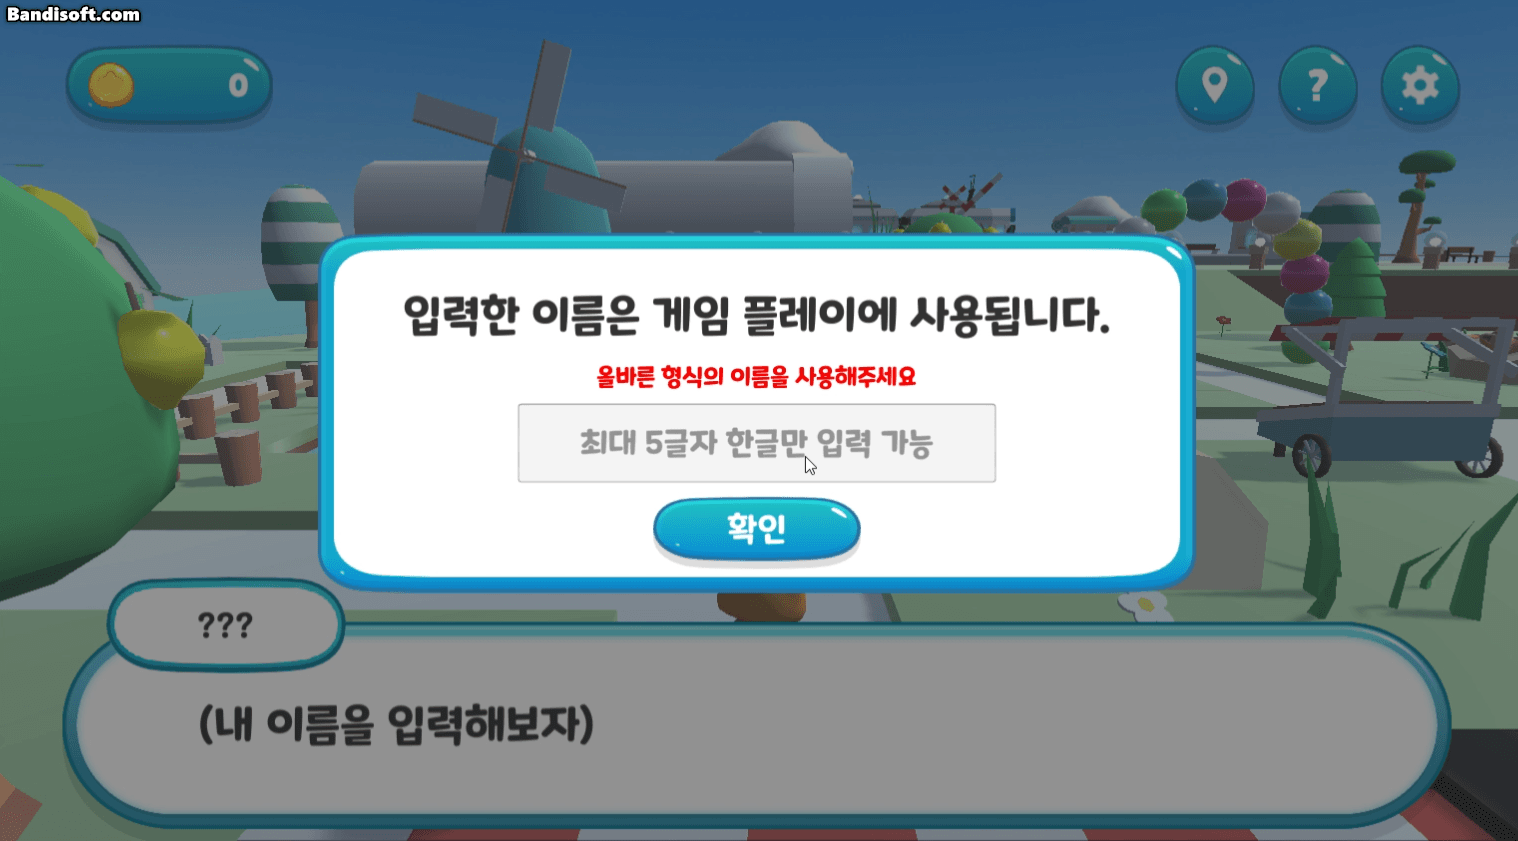 Bandisoft.com
0
?
입력한 이름은 게임 플레이에 사용됩니다.
올바른 형식의 이름을 사용해주세요
최대 5글자 한글만 입력 가능
확인
???
(내 이름을 입력해보자)